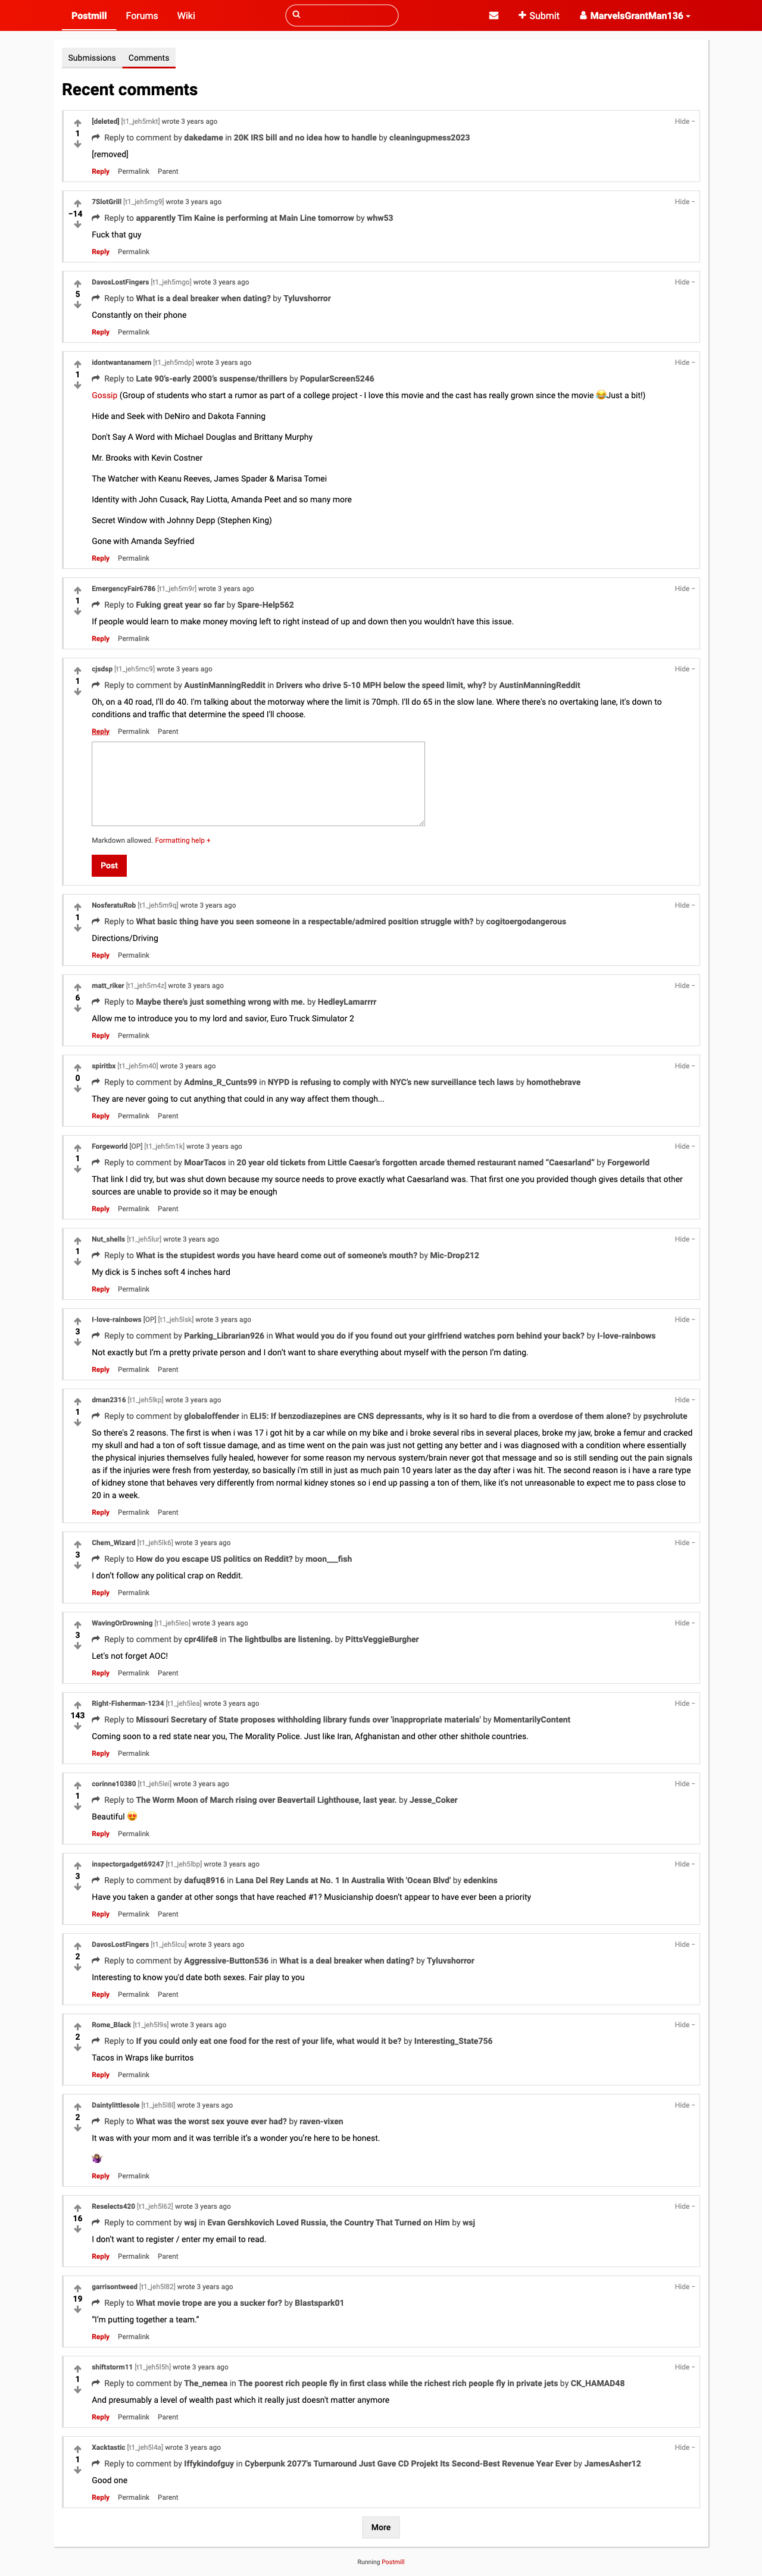 Postmill Forums Wiki Submit MarvelsGrantMan136
Submissions Comments
Recent comments
[deleted] [t1_jeh5mkt] wrote 3 years ago Hide −
1
Reply to comment by dakedame in 20K IRS bill and no idea how to handle by cleaningupmess2023
[removed]
Reply Permalink Parent
7SlotGrill [t1_jeh5mg9] wrote 3 years ago Hide −
−14
Reply to apparently Tim Kaine is performing at Main Line tomorrow by whw53
Fuck that guy
Reply Permalink
DavosLostFingers [t1_jeh5mgo] wrote 3 years ago Hide −
5
Reply to What is a deal breaker when dating? by Tyluvshorror
Constantly on their phone
Reply Permalink
idontwantanamern [t1_jeh5mdp] wrote 3 years ago Hide −
1
Reply to Late 90's-early 2000's suspense/thrillers by PopularScreen5246
Gossip (Group of students who start a rumor as part of a college project - I love this movie and the cast has really grown since the movie 😂Just a bit!)
Hide and Seek with DeNiro and Dakota Fanning
Don't Say A Word with Michael Douglas and Brittany Murphy
Mr. Brooks with Kevin Costner
The Watcher with Keanu Reeves, James Spader & Marisa Tomei
Identity with John Cusack, Ray Liotta, Amanda Peet and so many more
Secret Window with Johnny Depp (Stephen King)
Gone with Amanda Seyfried
Reply Permalink
EmergencyFair6786 [t1_jeh5m9r] wrote 3 years ago Hide −
1
Reply to Fuking great year so far by Spare-Help562
If people would learn to make money moving left to right instead of up and down then you wouldn't have this issue.
Reply Permalink
cjsdsp [t1_jeh5mc9] wrote 3 years ago Hide −
1
Reply to comment by AustinManningReddit in Drivers who drive 5-10 MPH below the speed limit, why? by AustinManningReddit
Oh, on a 40 road, I'll do 40. I'm talking about the motorway where the limit is 70mph. I'll do 65 in the slow lane. Where there's no overtaking lane, it's down to
conditions and traffic that determine the speed I'll choose.
Reply Permalink Parent
Markdown allowed. Formatting help +
Post
NosferatuRob [t1_jeh5m9q] wrote 3 years ago Hide −
1
Reply to What basic thing have you seen someone in a respectable/admired position struggle with? by cogitoergodangerous
Directions/Driving
Reply Permalink
matt_riker [t1_jeh5m4z] wrote 3 years ago Hide −
6
Reply to Maybe there's just something wrong with me. by HedleyLamarrrr
Allow me to introduce you to my lord and savior, Euro Truck Simulator 2
Reply Permalink
spiritbx [t1_jeh5m40] wrote 3 years ago Hide −
0
Reply to comment by Admins_R_Cunts99 in NYPD is refusing to comply with NYC's new surveillance tech laws by homothebrave
They are never going to cut anything that could in any way affect them though...
Reply Permalink Parent
Forgeworld [OP] [t1_jeh5m1k] wrote 3 years ago Hide −
1
Reply to comment by MoarTacos in 20 year old tickets from Little Caesar's forgotten arcade themed restaurant named “Caesarland” by Forgeworld
That link I did try, but was shut down because my source needs to prove exactly what Caesarland was. That first one you provided though gives details that other
sources are unable to provide so it may be enough
Reply Permalink Parent
Nut_shells [t1_jeh5lur] wrote 3 years ago Hide −
1
Reply to What is the stupidest words you have heard come out of someone's mouth? by Mic-Drop212
My dick is 5 inches soft 4 inches hard
Reply Permalink
I-love-rainbows [OP] [t1_jeh5lsk] wrote 3 years ago Hide −
3
Reply to comment by Parking_Librarian926 in What would you do if you found out your girlfriend watches porn behind your back? by I-love-rainbows
Not exactly but I'm a pretty private person and I don't want to share everything about myself with the person I'm dating.
Reply Permalink Parent
dman2316 [t1_jeh5lkp] wrote 3 years ago Hide −
1
Reply to comment by globaloffender in ELI5: If benzodiazepines are CNS depressants, why is it so hard to die from a overdose of them alone? by psychrolute
So there's 2 reasons. The first is when i was 17 i got hit by a car while on my bike and i broke several ribs in several places, broke my jaw, broke a femur and cracked
my skull and had a ton of soft tissue damage, and as time went on the pain was just not getting any better and i was diagnosed with a condition where essentially
the physical injuries themselves fully healed, however for some reason my nervous system/brain never got that message and so is still sending out the pain signals
as if the injuries were fresh from yesterday, so basically i'm still in just as much pain 10 years later as the day after i was hit. The second reason is i have a rare type
of kidney stone that behaves very differently from normal kidney stones so i end up passing a ton of them, like it's not unreasonable to expect me to pass close to
20 in a week.
Reply Permalink Parent
Chem_Wizard [t1_jeh5lk6] wrote 3 years ago Hide −
3
Reply to How do you escape US politics on Reddit? by moon___fish
I don't follow any political crap on Reddit.
Reply Permalink
WavingOrDrowning [t1_jeh5leo] wrote 3 years ago Hide −
3
Reply to comment by cpr4life8 in The lightbulbs are listening. by PittsVeggieBurgher
Let's not forget AOC!
Reply Permalink Parent
Right-Fisherman-1234 [t1_jeh5lea] wrote 3 years ago Hide −
143
Reply to Missouri Secretary of State proposes withholding library funds over 'inappropriate materials' by MomentarilyContent
Coming soon to a red state near you, The Morality Police. Just like Iran, Afghanistan and other other shithole countries.
Reply Permalink
corinne10380 [t1_jeh5lei] wrote 3 years ago Hide −
1
Reply to The Worm Moon of March rising over Beavertail Lighthouse, last year. by Jesse_Coker
Beautiful 😍
Reply Permalink
inspectorgadget69247 [t1_jeh5lbp] wrote 3 years ago Hide −
3
Reply to comment by dafuq8916 in Lana Del Rey Lands at No. 1 In Australia With 'Ocean Blvd' by edenkins
Have you taken a gander at other songs that have reached #1? Musicianship doesn't appear to have ever been a priority
Reply Permalink Parent
DavosLostFingers [t1_jeh5lcu] wrote 3 years ago Hide −
2
Reply to comment by Aggressive-Button536 in What is a deal breaker when dating? by Tyluvshorror
Interesting to know you'd date both sexes. Fair play to you
Reply Permalink Parent
Rome_Black [t1_jeh5l9s] wrote 3 years ago Hide −
2
Reply to If you could only eat one food for the rest of your life, what would it be? by Interesting_State756
Tacos in Wraps like burritos
Reply Permalink
Daintylittlesole [t1_jeh5l8l] wrote 3 years ago Hide −
2
Reply to What was the worst sex youve ever had? by raven-vixen
It was with your mom and it was terrible it's a wonder you're here to be honest.
Reply Permalink
Reselects420 [t1_jeh5l62] wrote 3 years ago Hide −
16
Reply to comment by wsj in Evan Gershkovich Loved Russia, the Country That Turned on Him by wsj
I don't want to register / enter my email to read.
Reply Permalink Parent
garrisontweed [t1_jeh5l82] wrote 3 years ago Hide −
19
Reply to What movie trope are you a sucker for? by Blastspark01
“I'm putting together a team.”
Reply Permalink
shiftstorm11 [t1_jeh5l5h] wrote 3 years ago Hide −
1
Reply to comment by The_nemea in The poorest rich people fly in first class while the richest rich people fly in private jets by CK_HAMAD48
And presumably a level of wealth past which it really just doesn't matter anymore
Reply Permalink Parent
Xacktastic [t1_jeh5l4a] wrote 3 years ago Hide −
1
Reply to comment by Iffykindofguy in Cyberpunk 2077's Turnaround Just Gave CD Projekt Its Second-Best Revenue Year Ever by JamesAsher12
Good one
Reply Permalink Parent
More
Running Postmill